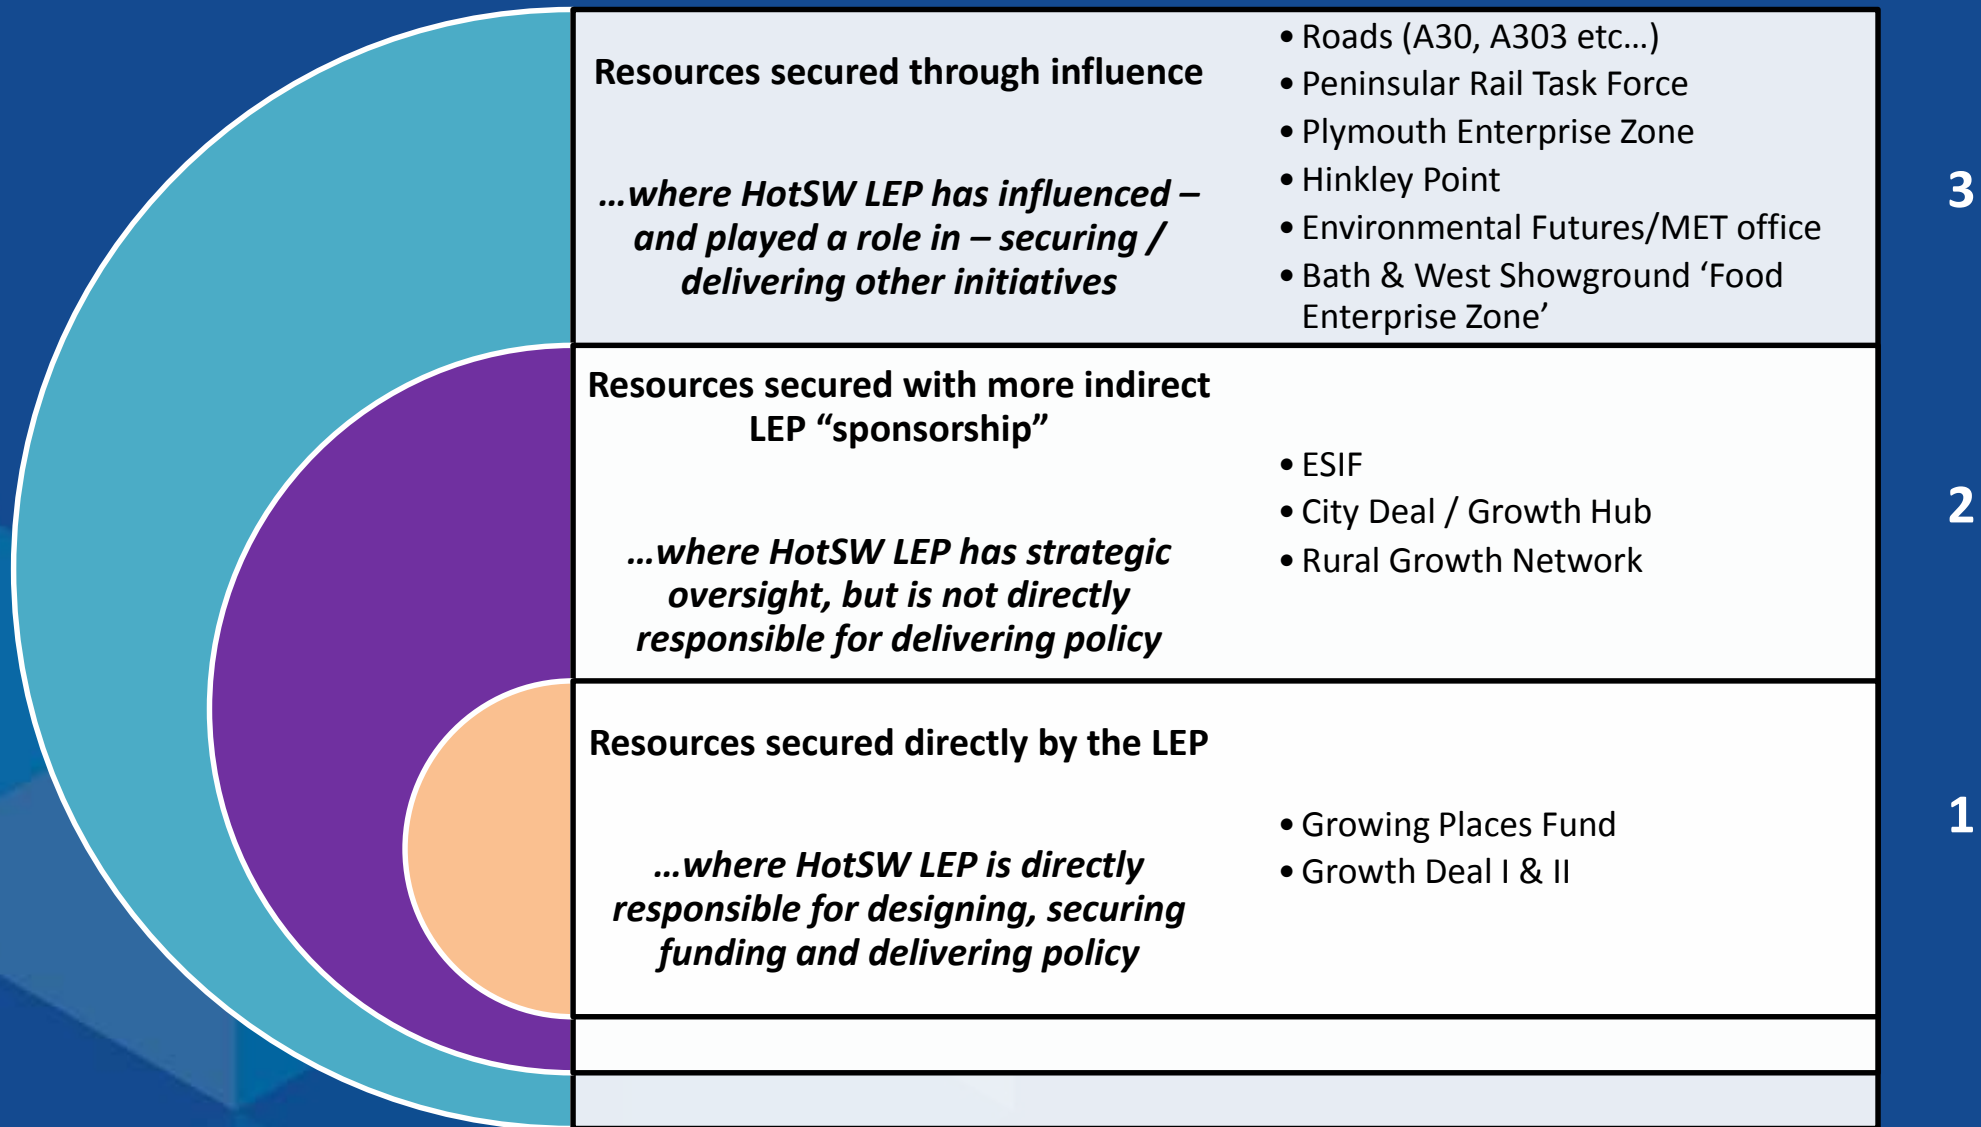 Resources secured through influence
…where HotSW LEP has influenced –
and played a role in – securing /
delivering other initiatives
• Roads (A30, A303 etc…)
• Peninsular Rail Task Force
• Plymouth Enterprise Zone
• Hinkley Point
• Environmental Futures/MET office
• Bath & West Showground ‘Food
Enterprise Zone’
3
Resources secured with more indirect
LEP “sponsorship”
…where HotSW LEP has strategic
oversight, but is not directly
responsible for delivering policy
• ESIF
• City Deal / Growth Hub
• Rural Growth Network
2
Resources secured directly by the LEP
…where HotSW LEP is directly
responsible for designing, securing
funding and delivering policy
• Growing Places Fund
• Growth Deal I & II
1